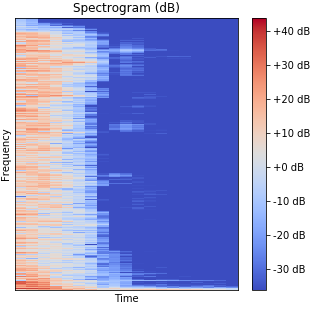 Spectrogram (dB)
Frequency
Time
+40 dB
+30 dB
+20 dB
+10 dB
+0 dB
-10 dB
-20 dB
-30 dB